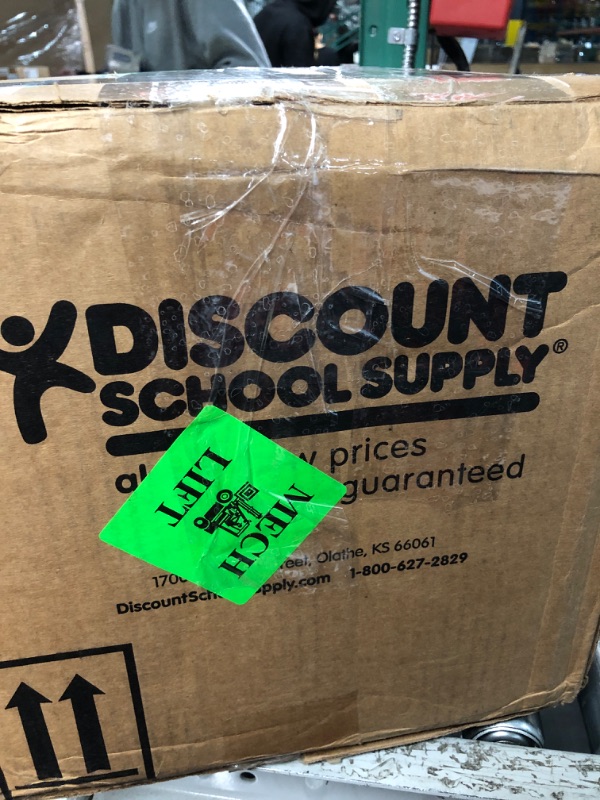 DISCOUNT
SCHOOL SUPPLY®
prices
guaranteed
Olathe, KS 66061
1-800-627-2829
MECH
LIFT